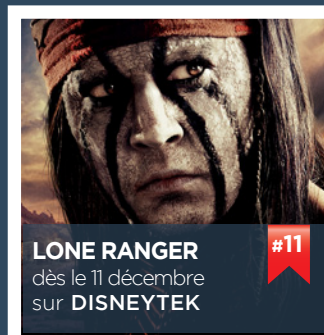 LONE RANGER
#11
dès le 11 décembre
sur DISNEYTEK